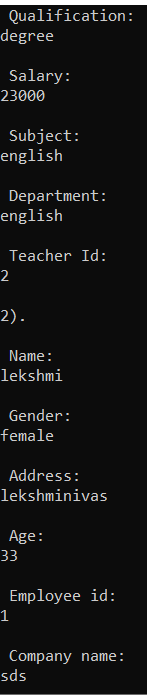 Qualification:
degree
Salary:
23000
Subject:
english
Department:
english
Teacher Id:
2
2).
Name:
lekshmi
Gender:
female
Address:
lekshminivas
Age:
33
Employee id:
1
Company name:
sds